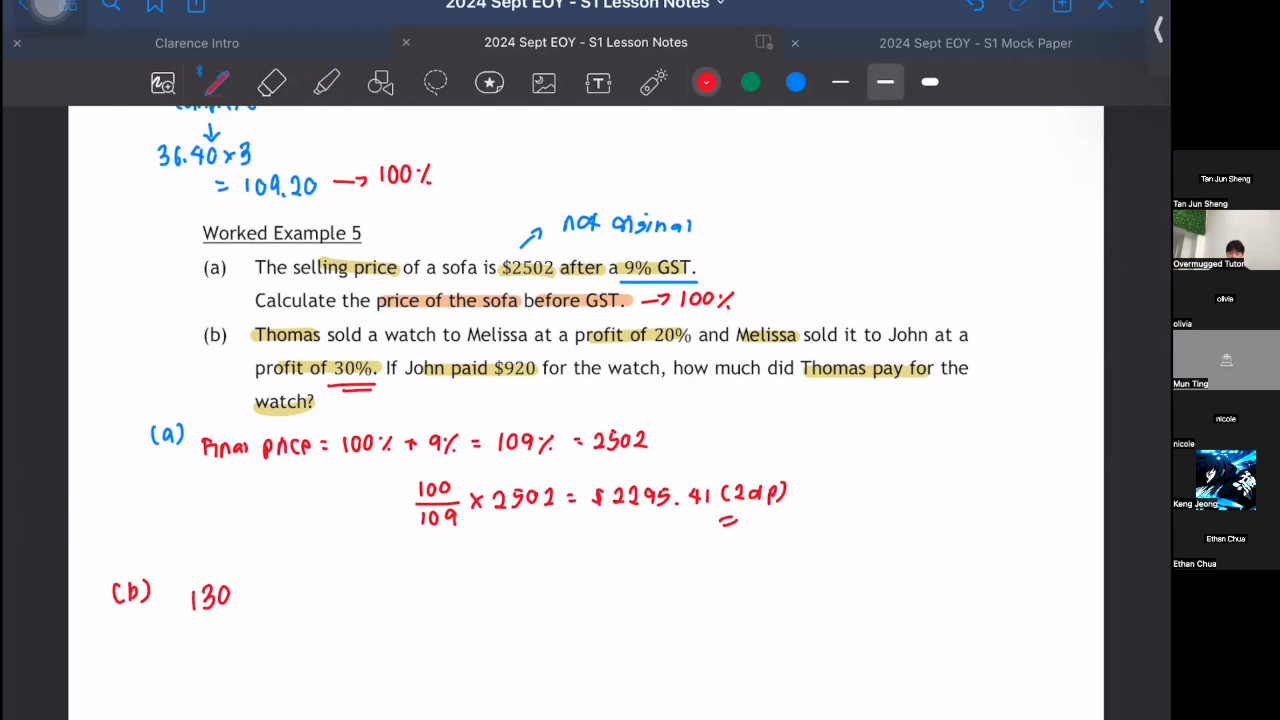 2024 Sept EOY - S1 Lesson Notes
Clarence Intro
2024 Sept EOY - S1 Lesson Notes
2024 Sept EOY - S1 Mock Paper
36.40 × 3
= 109.20 → 100%
Worked Example 5
not original
(a) The selling price of a sofa is $2502 after a 9% GST.
Calculate the price of the sofa before GST. → 100%
(b) Thomas sold a watch to Melissa at a profit of 20% and Melissa sold it to John at a
profit of 30%. If John paid $920 for the watch, how much did Thomas pay for the
watch?
(a) Final price = 100% + 9% = 109% = 2502
100/109 × 2502 = $2295.41 (2dp)
(b) 130
Tan Jun Sheng
Tan Jun Sheng
Overmugged Tutor
olivia
olivia
Mun Ting
nicole
nicole
Keng Jeong
Ethan Chua
Ethan Chua